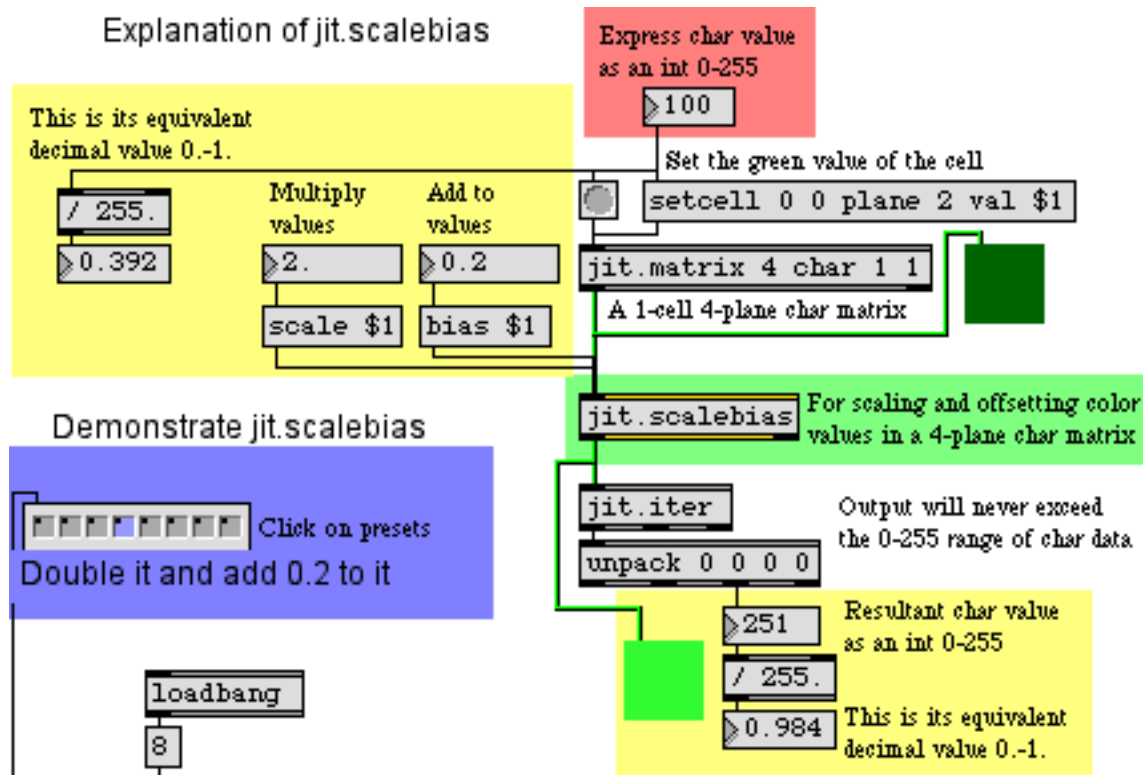 Explanation of jit.scalebias
Express char value
as an int 0-255
100
This is its equivalent
decimal value 0.-1.
/ 255.
0.392
Multiply
values
2.
scale $1
Add to
values
0.2
bias $1
Set the green value of the cell
setcell 0 0 plane 2 val $1
jit.matrix 4 char 1 1
A 1-cell 4-plane char matrix
jit.scalebias
For scaling and offsetting color
values in a 4-plane char matrix
Demonstrate jit.scalebias
Click on presets
Double it and add 0.2 to it
jit.iter
Output will never exceed
the 0-255 range of char data
unpack 0 0 0 0
251
Resultant char value
as an int 0-255
/ 255.
0.984
This is its equivalent
decimal value 0.-1.
loadbang
8